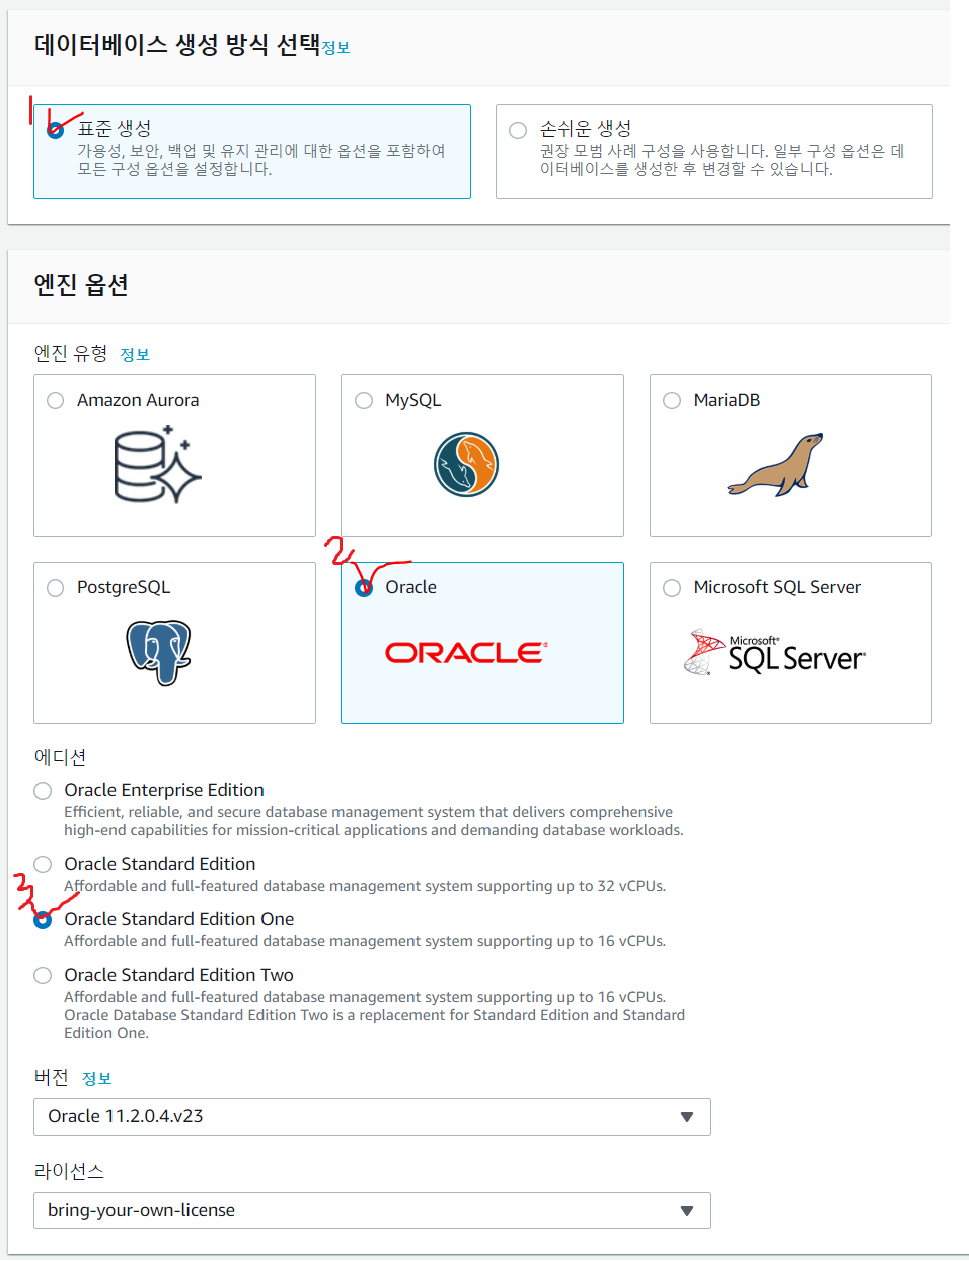 데이터베이스 생성 방식 선택정보
1
표준 생성
가용성, 보안, 백업 및 유지 관리에 대한 옵션을 포함하여
모든 구성 옵션을 설정합니다.
손쉬운 생성
권장 모범 사례 구성을 사용합니다. 일부 구성 옵션은 데
이터베이스를 생성한 후 변경할 수 있습니다.
엔진 옵션
엔진 유형 정보
Amazon Aurora
MySQL
MariaDB
PostgreSQL
2
Oracle
ORACLE®
Microsoft SQL Server
Microsoft®
SQL Server®
에디션
Oracle Enterprise Edition
Efficient, reliable, and secure database management system that delivers comprehensive
high-end capabilities for mission-critical applications and demanding database workloads.
Oracle Standard Edition
Affordable and full-featured database management system supporting up to 32 vCPUs.
3
Oracle Standard Edition One
Affordable and full-featured database management system supporting up to 16 vCPUs.
Oracle Standard Edition Two
Affordable and full-featured database management system supporting up to 16 vCPUs.
Oracle Database Standard Edition Two is a replacement for Standard Edition and Standard
Edition One.
버전 정보
Oracle 11.2.0.4.v23
라이선스
bring-your-own-license